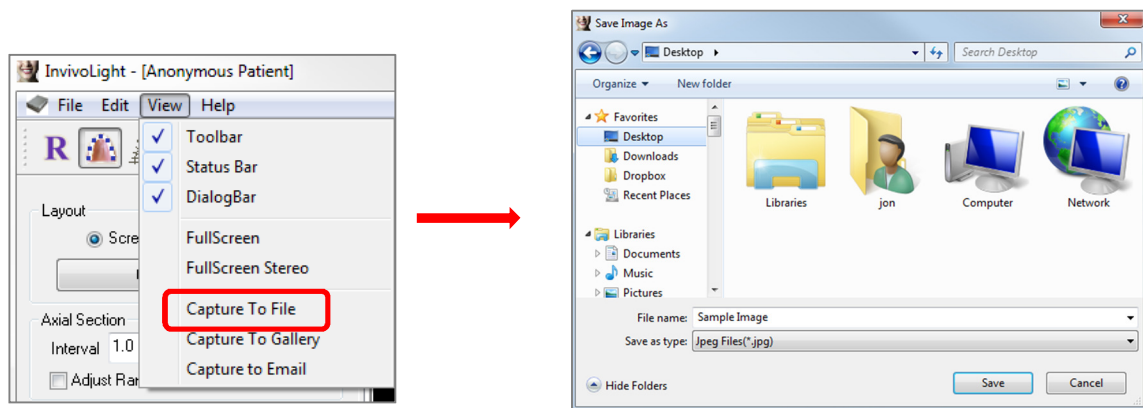 InvivoLight - [Anonymous Patient]
File Edit View Help
R
Toolbar
Status Bar
DialogBar
Layout
FullScreen
FullScreen Stereo
Capture To File
Axial Section
Capture To Gallery
Interval 1.0
Capture to Email
Save Image As
Desktop
Search Desktop
Organize New folder
Favorites
Desktop
Downloads
Dropbox
Recent Places
Libraries
Documents
Music
Pictures
Libraries jon Computer Network
File name: Sample Image
Save as type: Jpeg Files(*.jpg)
Hide Folders Save Cancel